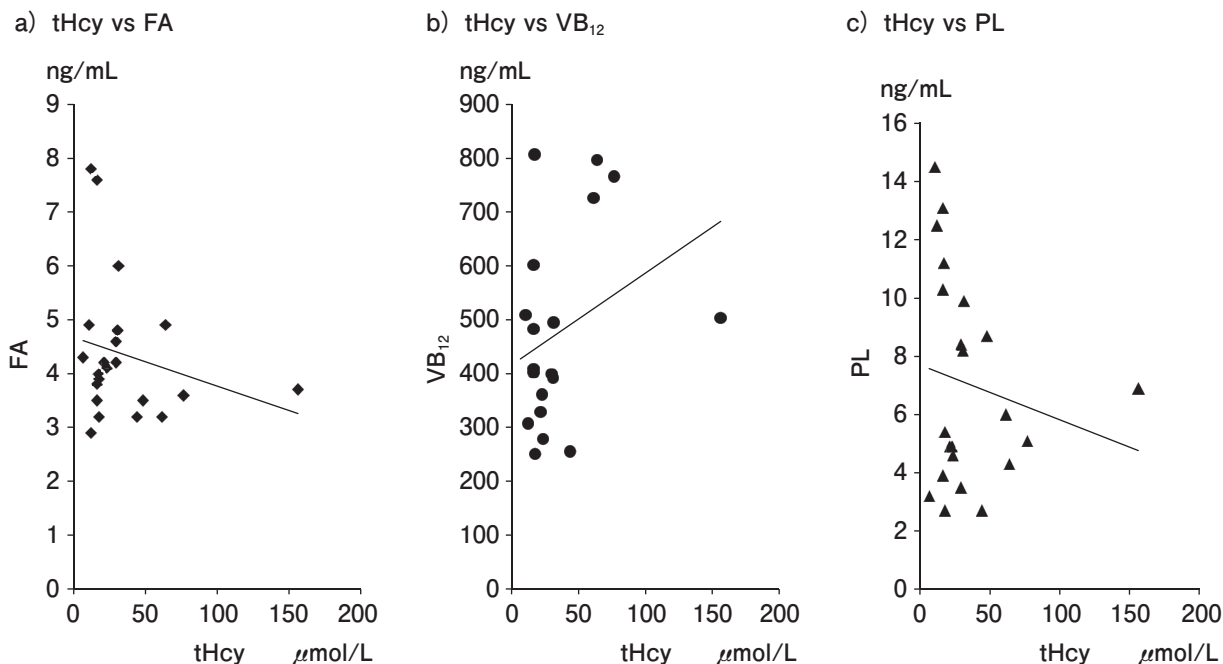 a) tHcy vs FA
ng/mL
9
8
7
6
5
4
3
2
1
0
FA
0 50 100 150 200
tHcy μmol/L
b) tHcy vs VB₁₂
ng/mL
900
800
700
600
500
400
300
200
100
0
VB₁₂
0 50 100 150 200
tHcy μmol/L
c) tHcy vs PL
ng/mL
16
14
12
10
8
6
4
2
0
PL
0 50 100 150 200
tHcy μmol/L